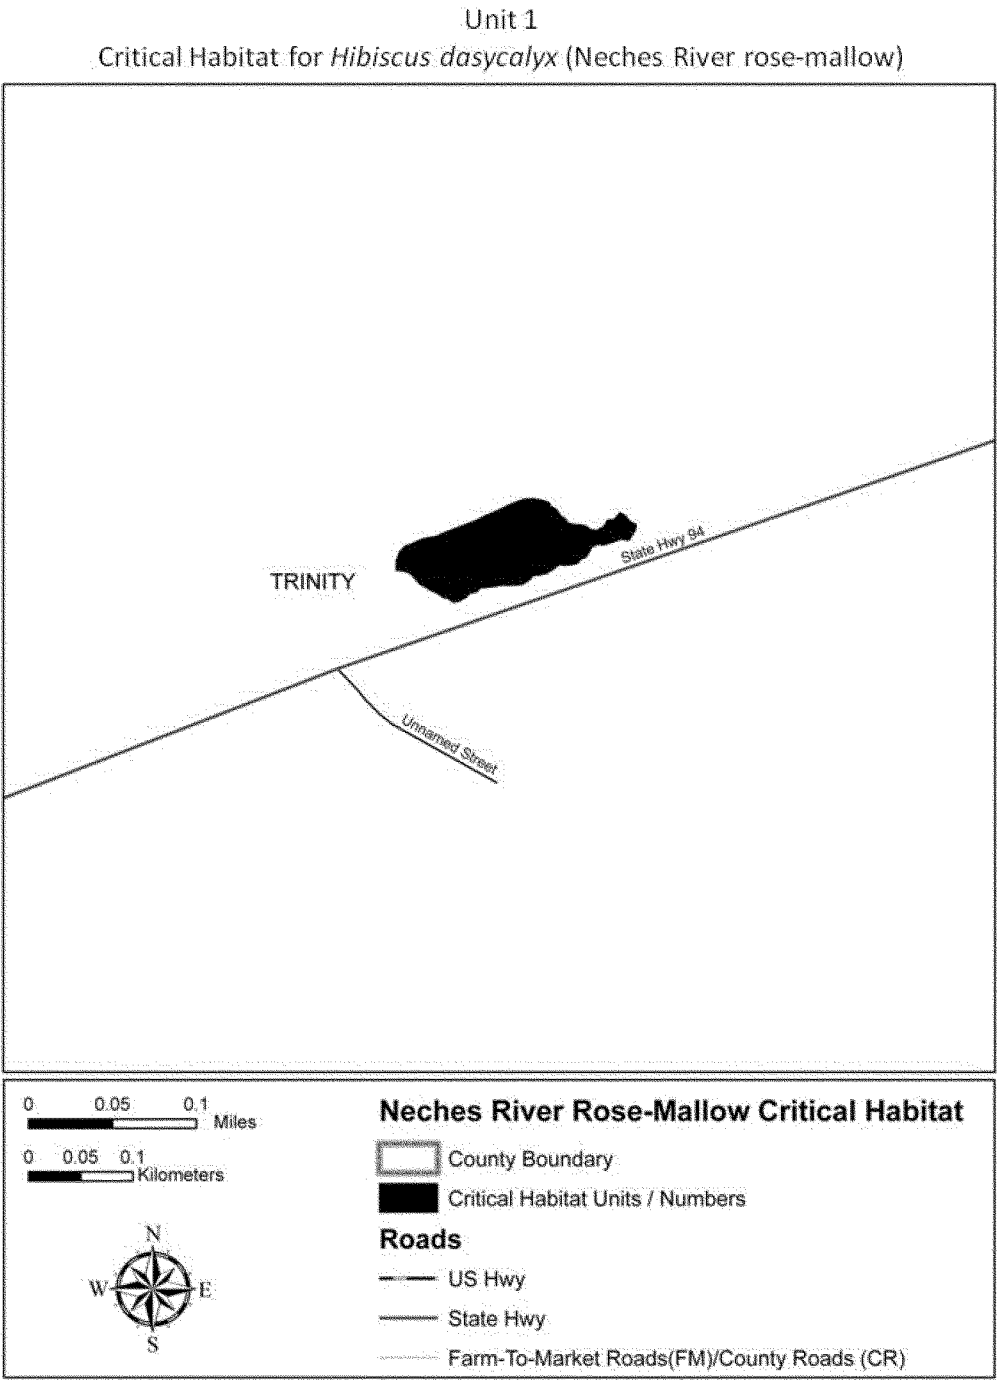 Unit 1
Critical Habitat for Hibiscus dasycalyx (Neches River rose-mallow)
State Hwy 94
TRINITY
Unnamed Street
0 0.05 0.1
Miles
0 0.05 0.1
Kilometers
N
W E
S
Neches River Rose-Mallow Critical Habitat
County Boundary
Critical Habitat Units / Numbers
Roads
US Hwy
State Hwy
Farm-To-Market Roads(FM)/County Roads (CR)